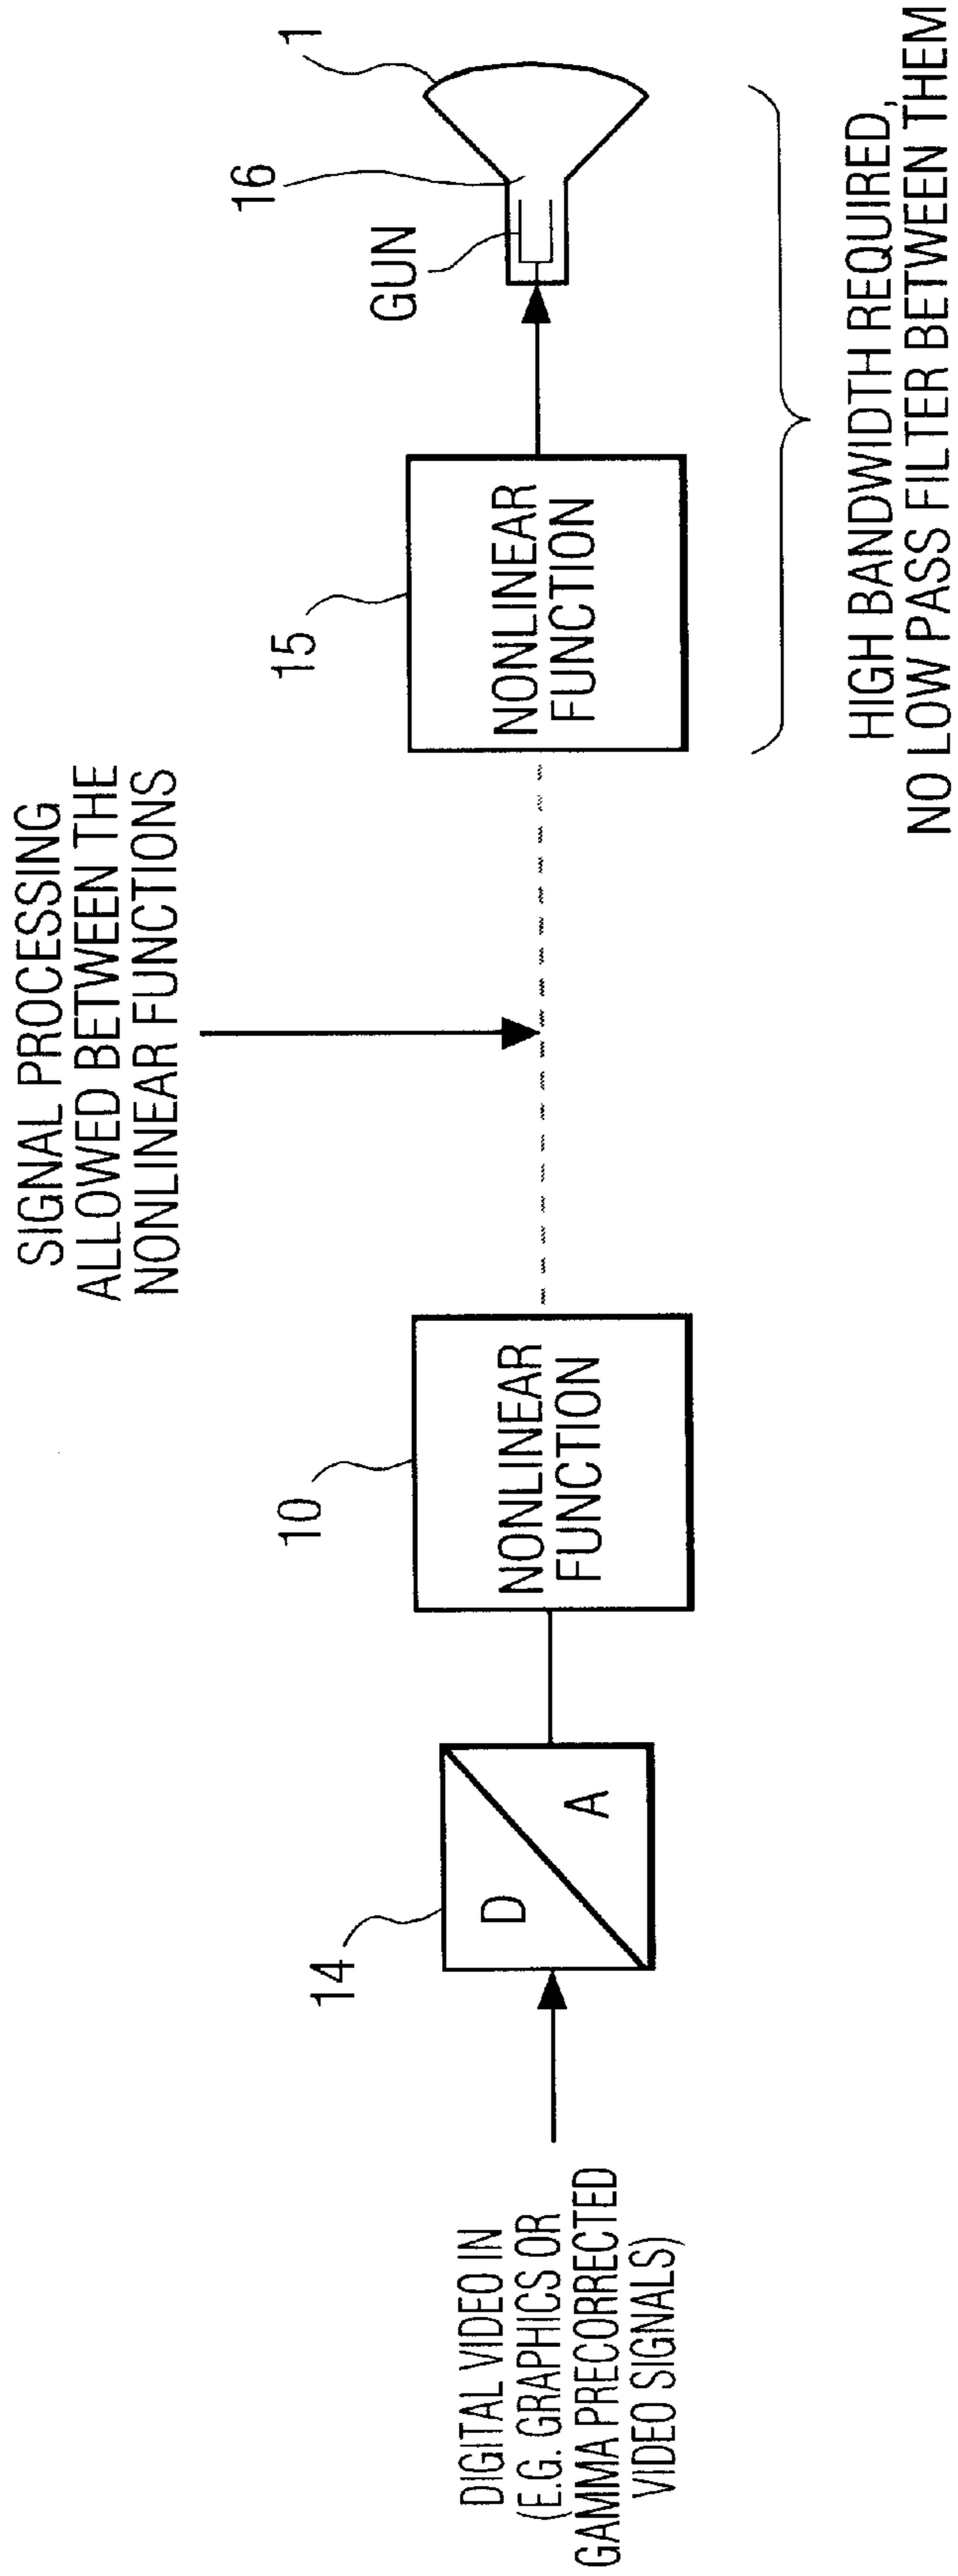 DIGITAL VIDEO IN
(E.G. GRAPHICS OR
GAMMA PRECORRECTED
VIDEO SIGNALS)
14
D
A
10
NONLINEAR
FUNCTION
SIGNAL PROCESSING
ALLOWED BETWEEN THE
NONLINEAR FUNCTIONS
15
NONLINEAR
FUNCTION
GUN
16
1
HIGH BANDWIDTH REQUIRED,
NO LOW PASS FILTER BETWEEN THEM